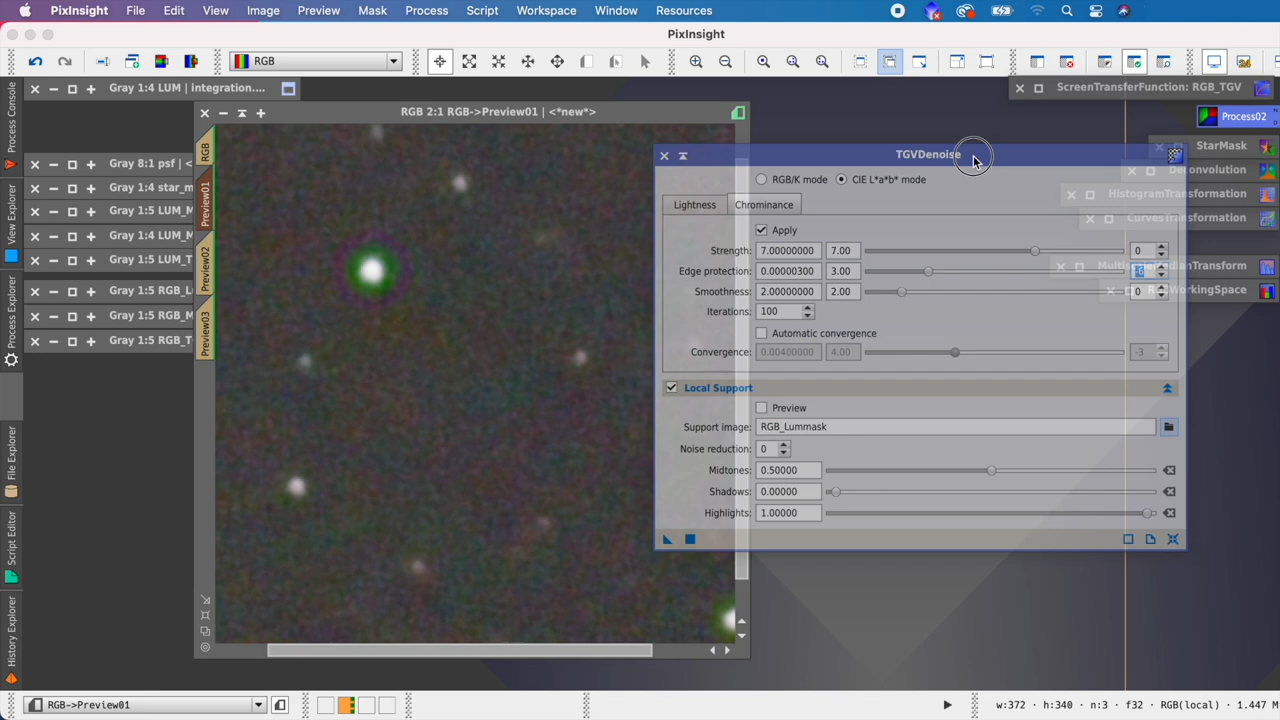 PixInsight File Edit View Image Preview Mask Process Script Workspace Window Resources
PixInsight
RGB
Gray 1:4 LUM | integration....
RGB 2:1 RGB->Preview01 | <*new*>
ScreenTransferFunction: RGB_TGV
Process02
StarMask
Deconvolution
HistogramTransformation
CurvesTransformation
MultiscaleMedianTransform
RGBWorkingSpace
Process Console
View Explorer
Process Explorer
File Explorer
Script Editor
History Explorer
Gray 8:1 psf | <
Gray 1:4 star_m
Gray 1:5 LUM_M
Gray 1:4 LUM_M
Gray 1:5 LUM_T
Gray 1:5 RGB_L
Gray 1:5 RGB_M
Gray 1:5 RGB_T
RGB
Preview01
Preview02
Preview03
TGVDenoise
RGB/K mode CIE L*a*b* mode
Lightness Chrominance
Apply
Strength: 7.00000000 7.00 0
Edge protection: 0.00000300 3.00 -6
Smoothness: 2.00000000 2.00 0
Iterations: 100
Automatic convergence
Convergence: 0.00400000 4.00 -3
Local Support
Preview
Support image: RGB_Lummask
Noise reduction: 0
Midtones: 0.50000
Shadows: 0.00000
Highlights: 1.00000
RGB->Preview01
w:372 h:340 n:3 f32 RGB(local) 1.447 M